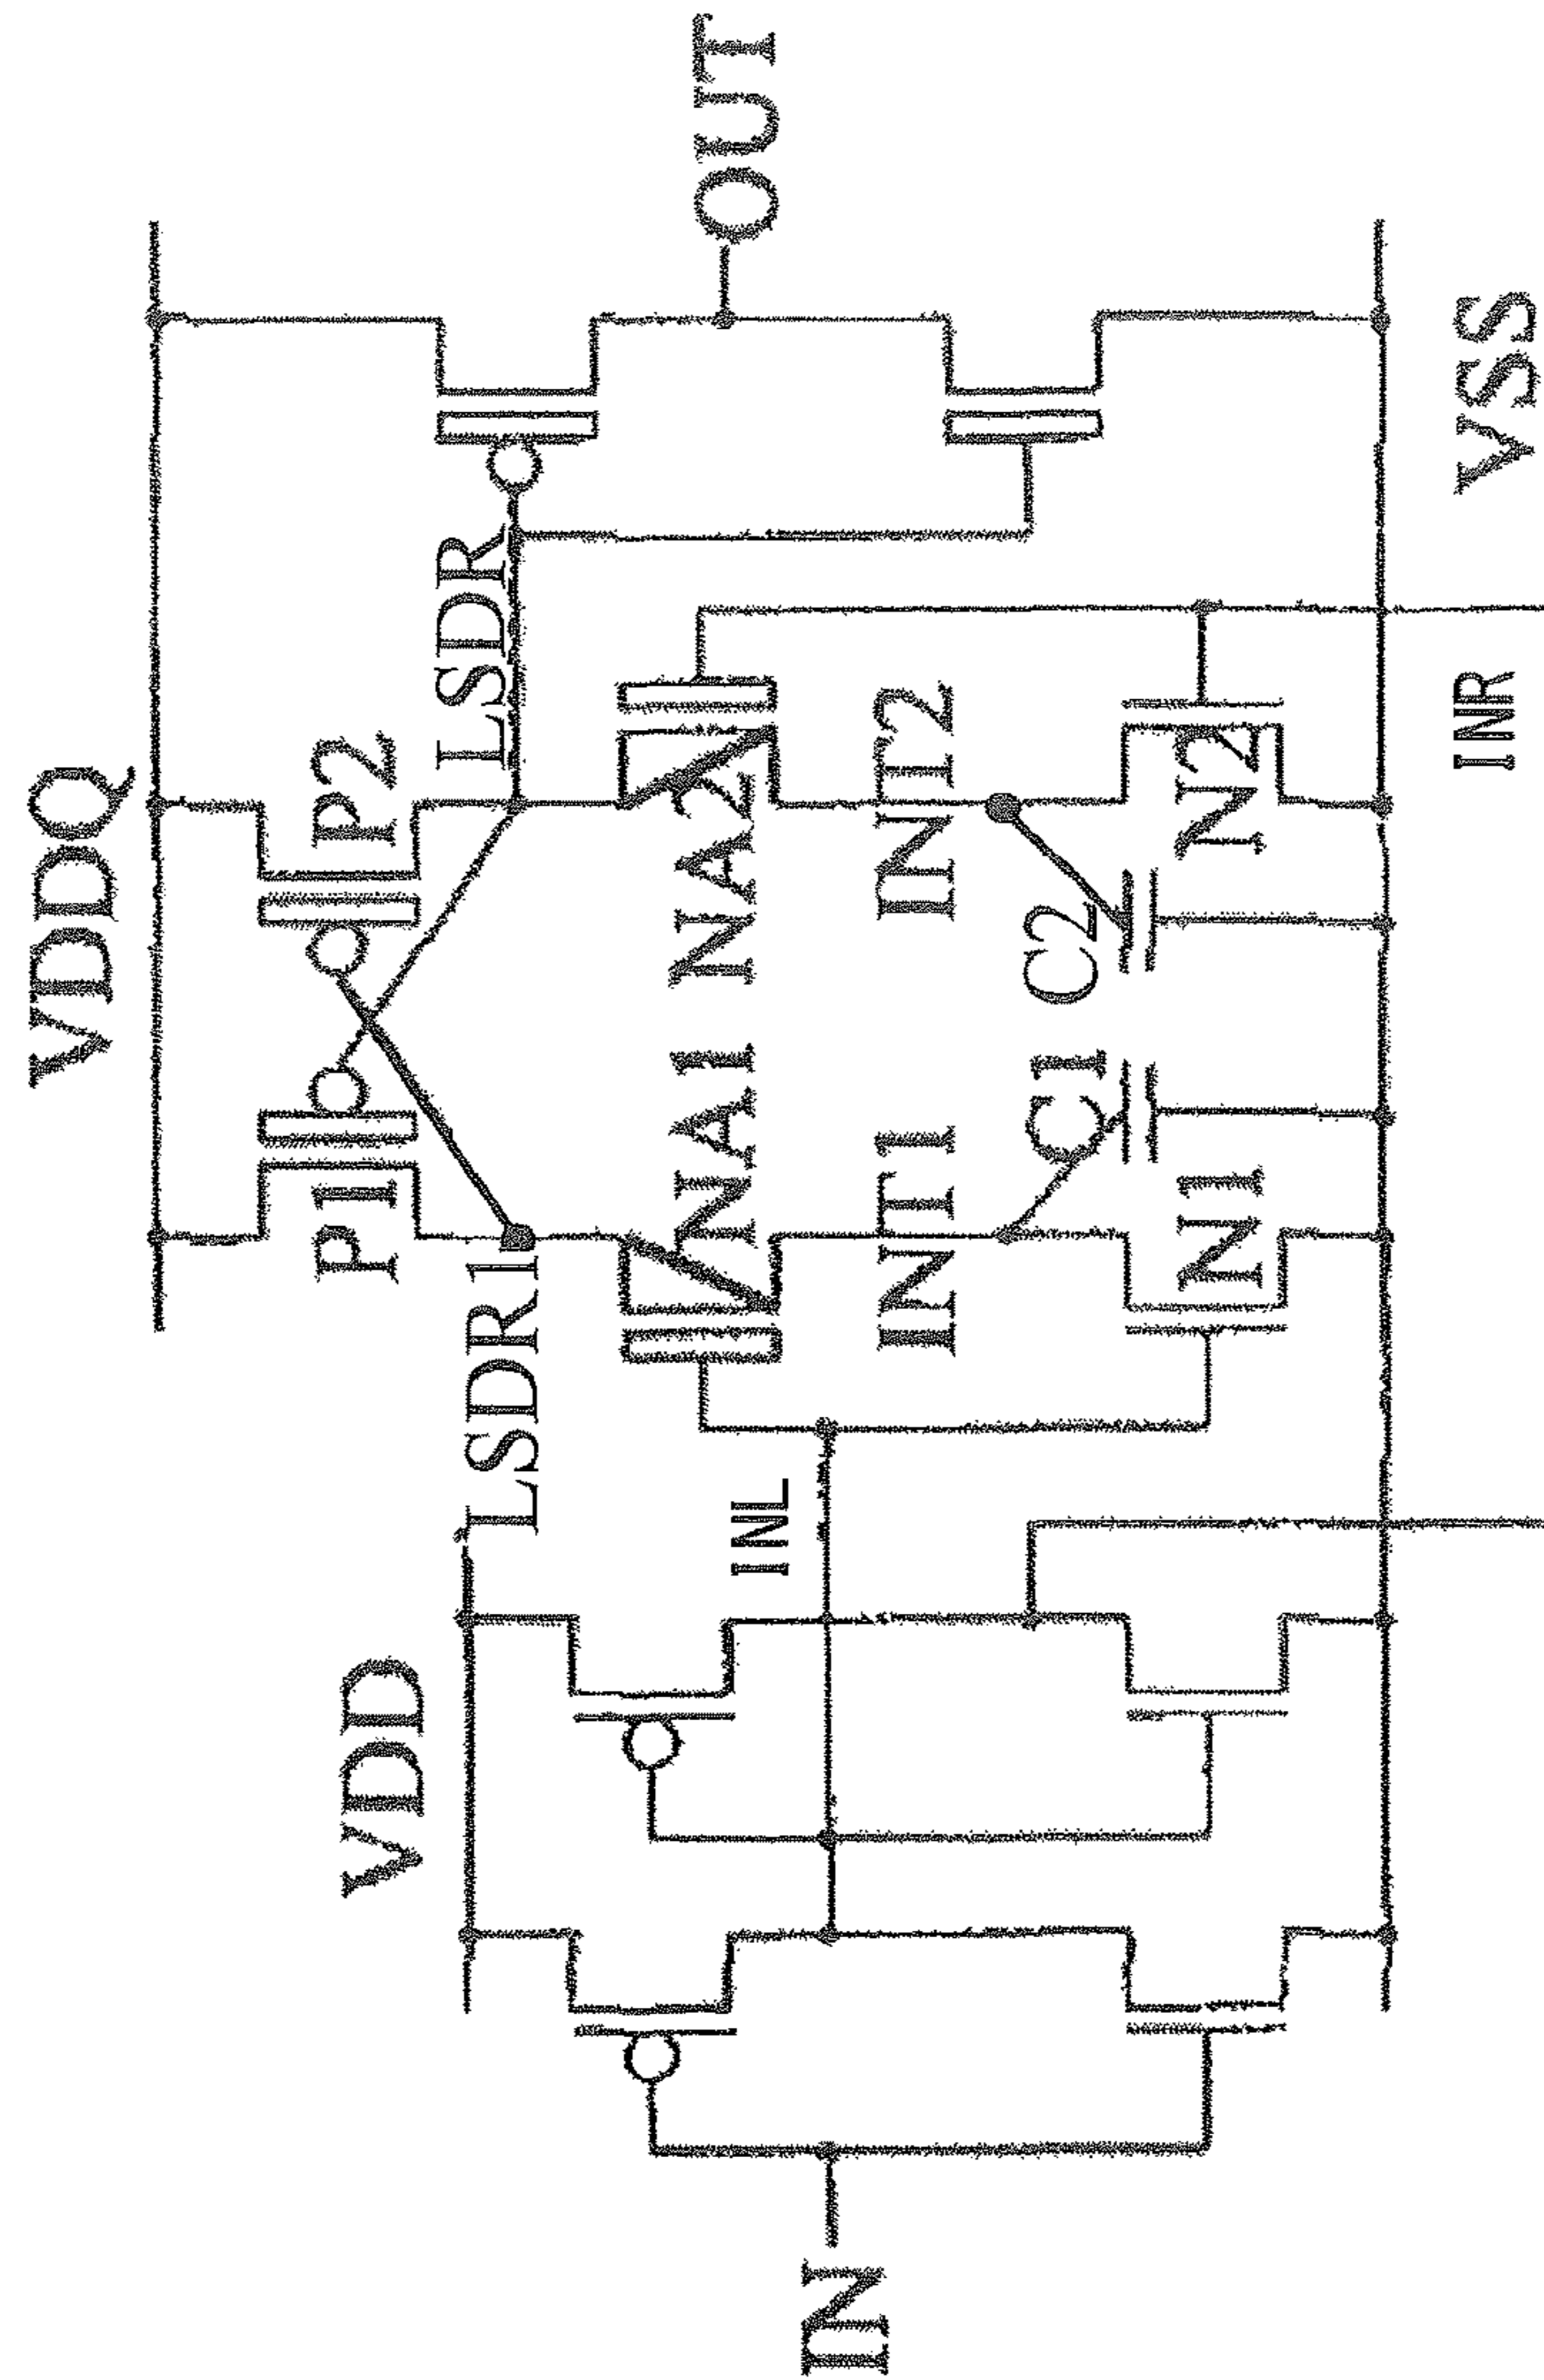 VDDQ
P1
P2
VDD
LSDR1
LSDR
INL
NA1
NA2
OUT
IN
INT1
INT2
C1
C2
N1
N2
INR
VSS